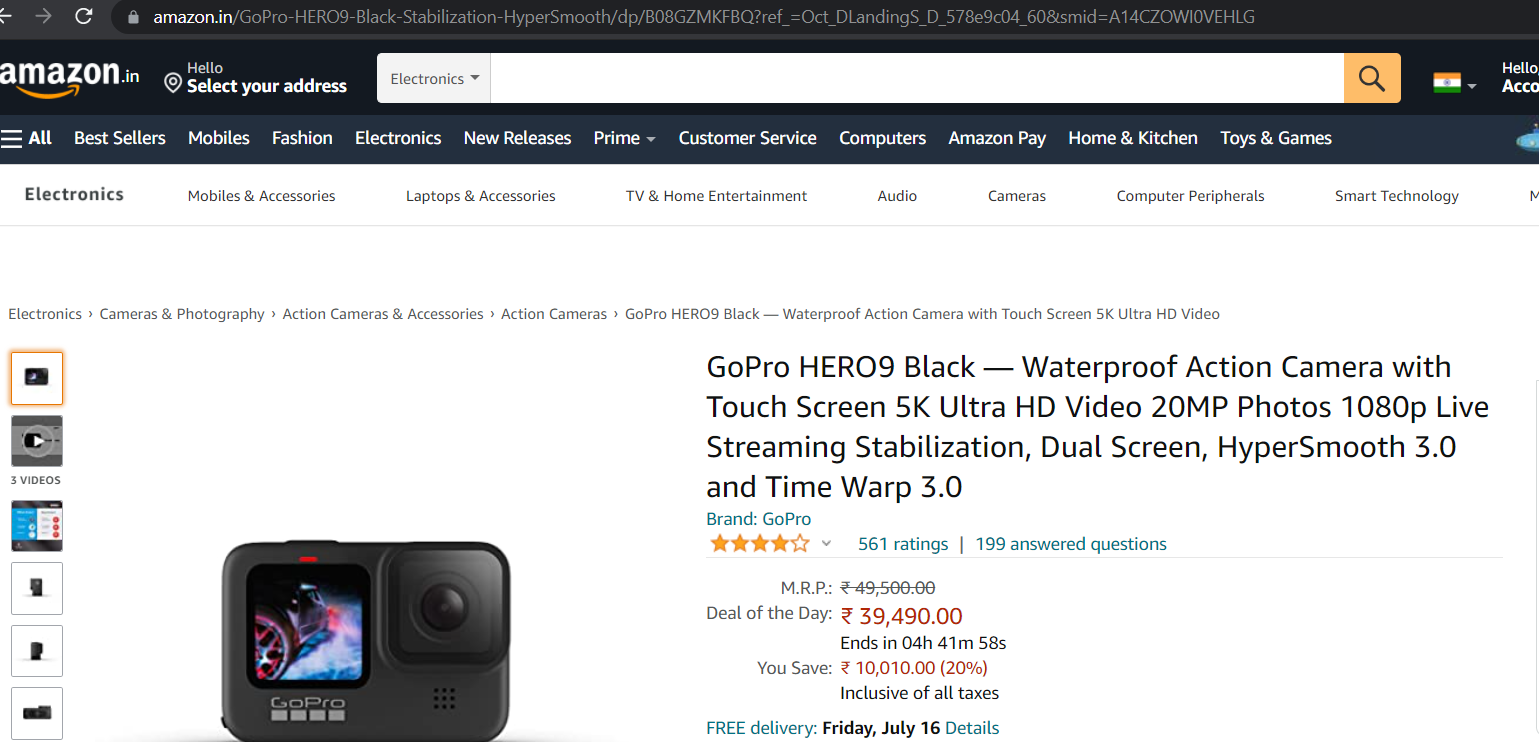 amazon.in/GoPro-HERO9-Black-Stabilization-HyperSmooth/dp/B08GZMKFBQ?ref_=Oct_DLandingS_D_578e9c04_60&smid=A14CZOWI0VEHLG
amazon.in
Hello
Select your address
Electronics
Hello,
Acco
All Best Sellers Mobiles Fashion Electronics New Releases Prime Customer Service Computers Amazon Pay Home & Kitchen Toys & Games
Electronics Mobiles & Accessories Laptops & Accessories TV & Home Entertainment Audio Cameras Computer Peripherals Smart Technology M
Electronics › Cameras & Photography › Action Cameras & Accessories › Action Cameras › GoPro HERO9 Black — Waterproof Action Camera with Touch Screen 5K Ultra HD Video
3 VIDEOS
GoPro
GoPro HERO9 Black — Waterproof Action Camera with
Touch Screen 5K Ultra HD Video 20MP Photos 1080p Live
Streaming Stabilization, Dual Screen, HyperSmooth 3.0
and Time Warp 3.0
Brand: GoPro
561 ratings | 199 answered questions
M.R.P.: ₹ 49,500.00
Deal of the Day: ₹ 39,490.00
Ends in 04h 41m 58s
You Save: ₹ 10,010.00 (20%)
Inclusive of all taxes
FREE delivery: Friday, July 16 Details